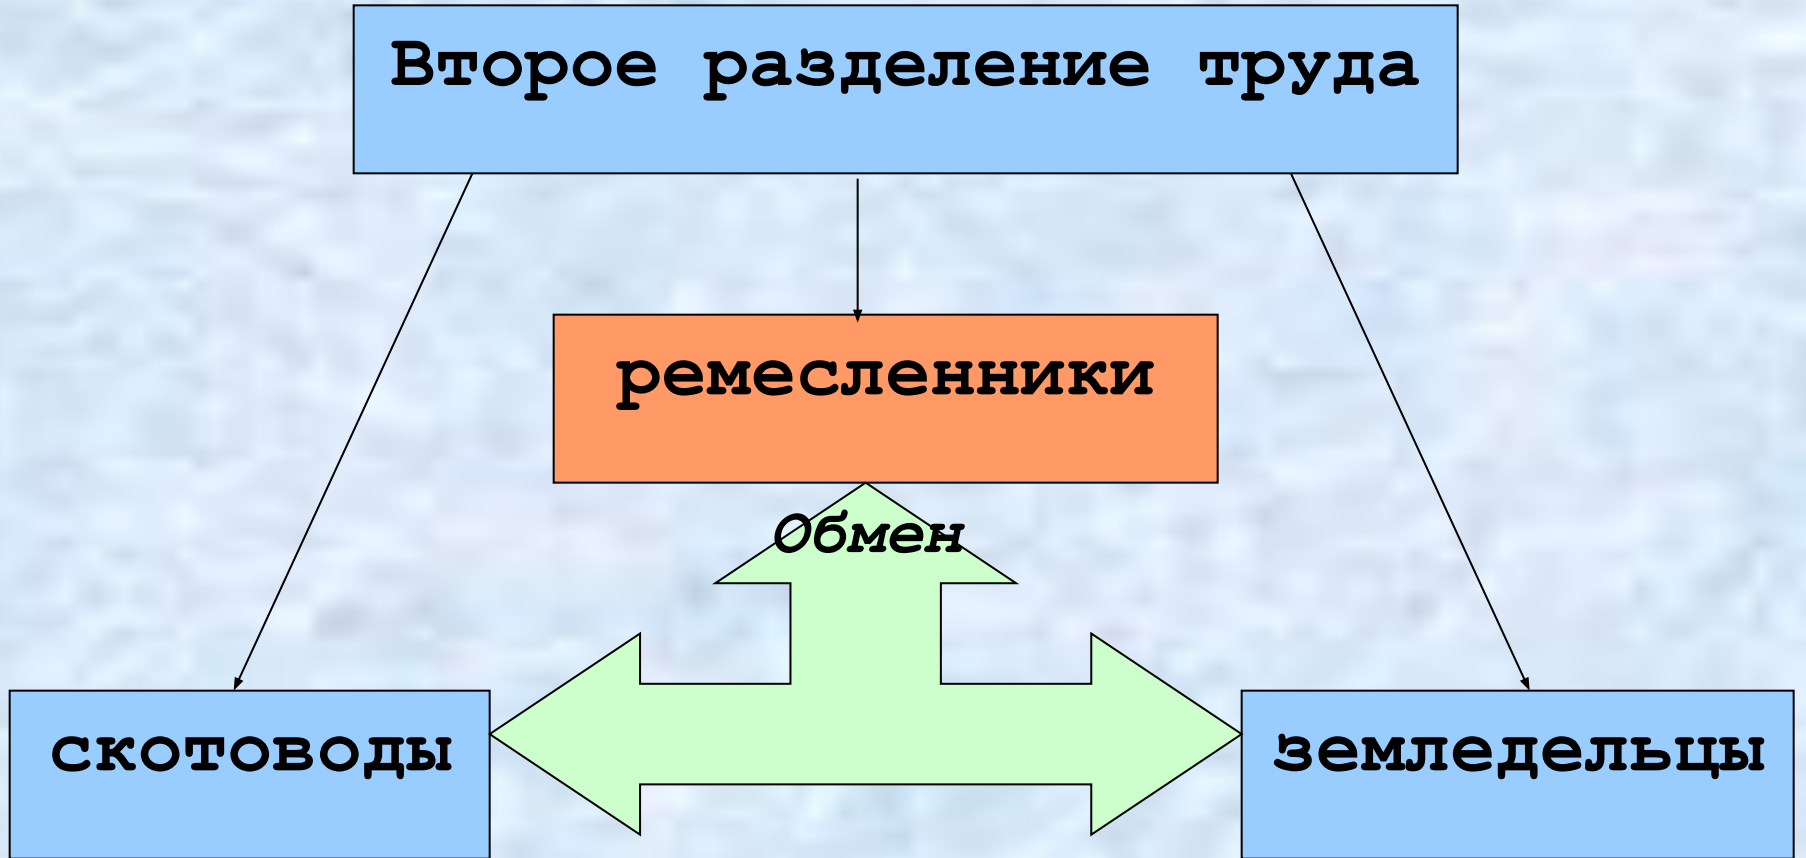 Второе разделение труда
ремесленники
Обмен
скотоводы
земледельцы